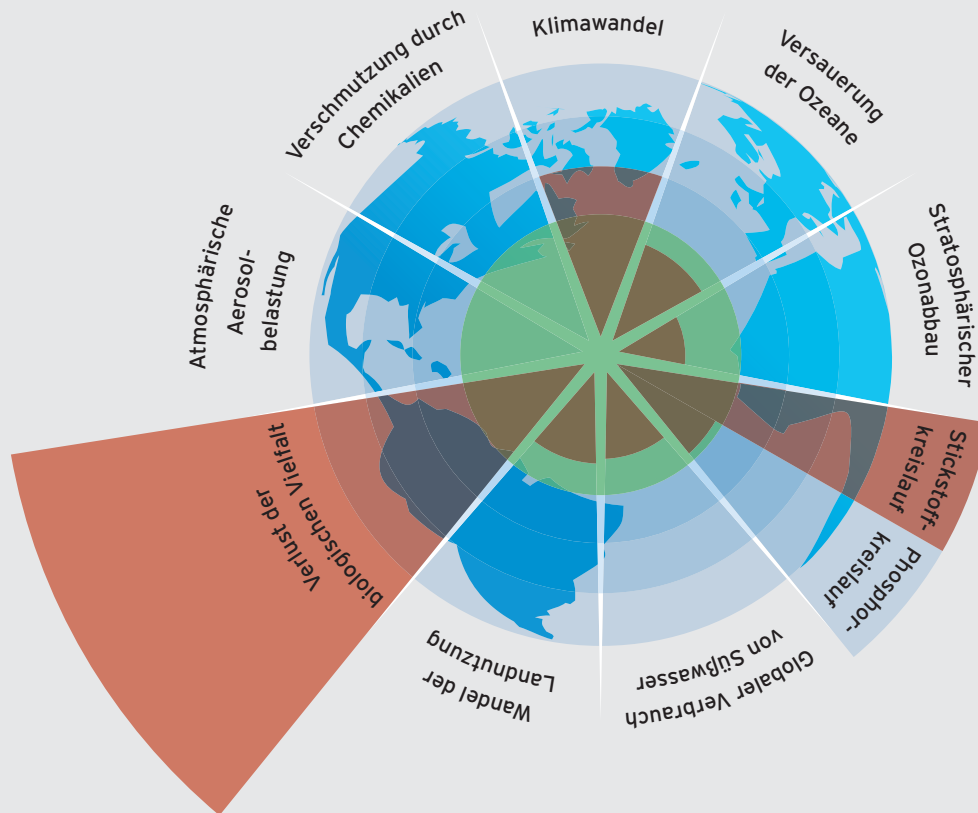 Klimawandel
Versauerung
der Ozeane
Stratosphärischer
Ozonabbau
Stickstoff-
kreislauf
Phosphor-
kreislauf
Globaler Verbrauch
von Süßwasser
Wandel der
Landnutzung
Verlust der
biologischen Vielfalt
Atmosphärische
Aerosol-
belastung
Verschmutzung durch
Chemikalien